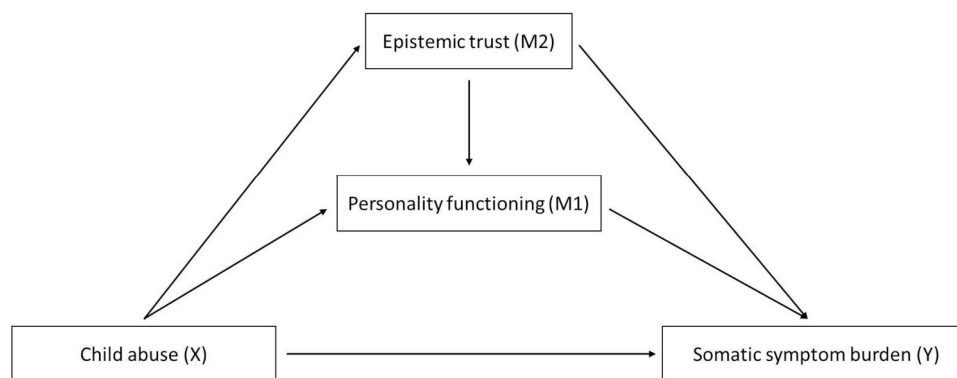 Epistemic trust (M2)
Personality functioning (M1)
Child abuse (X)
Somatic symptom burden (Y)